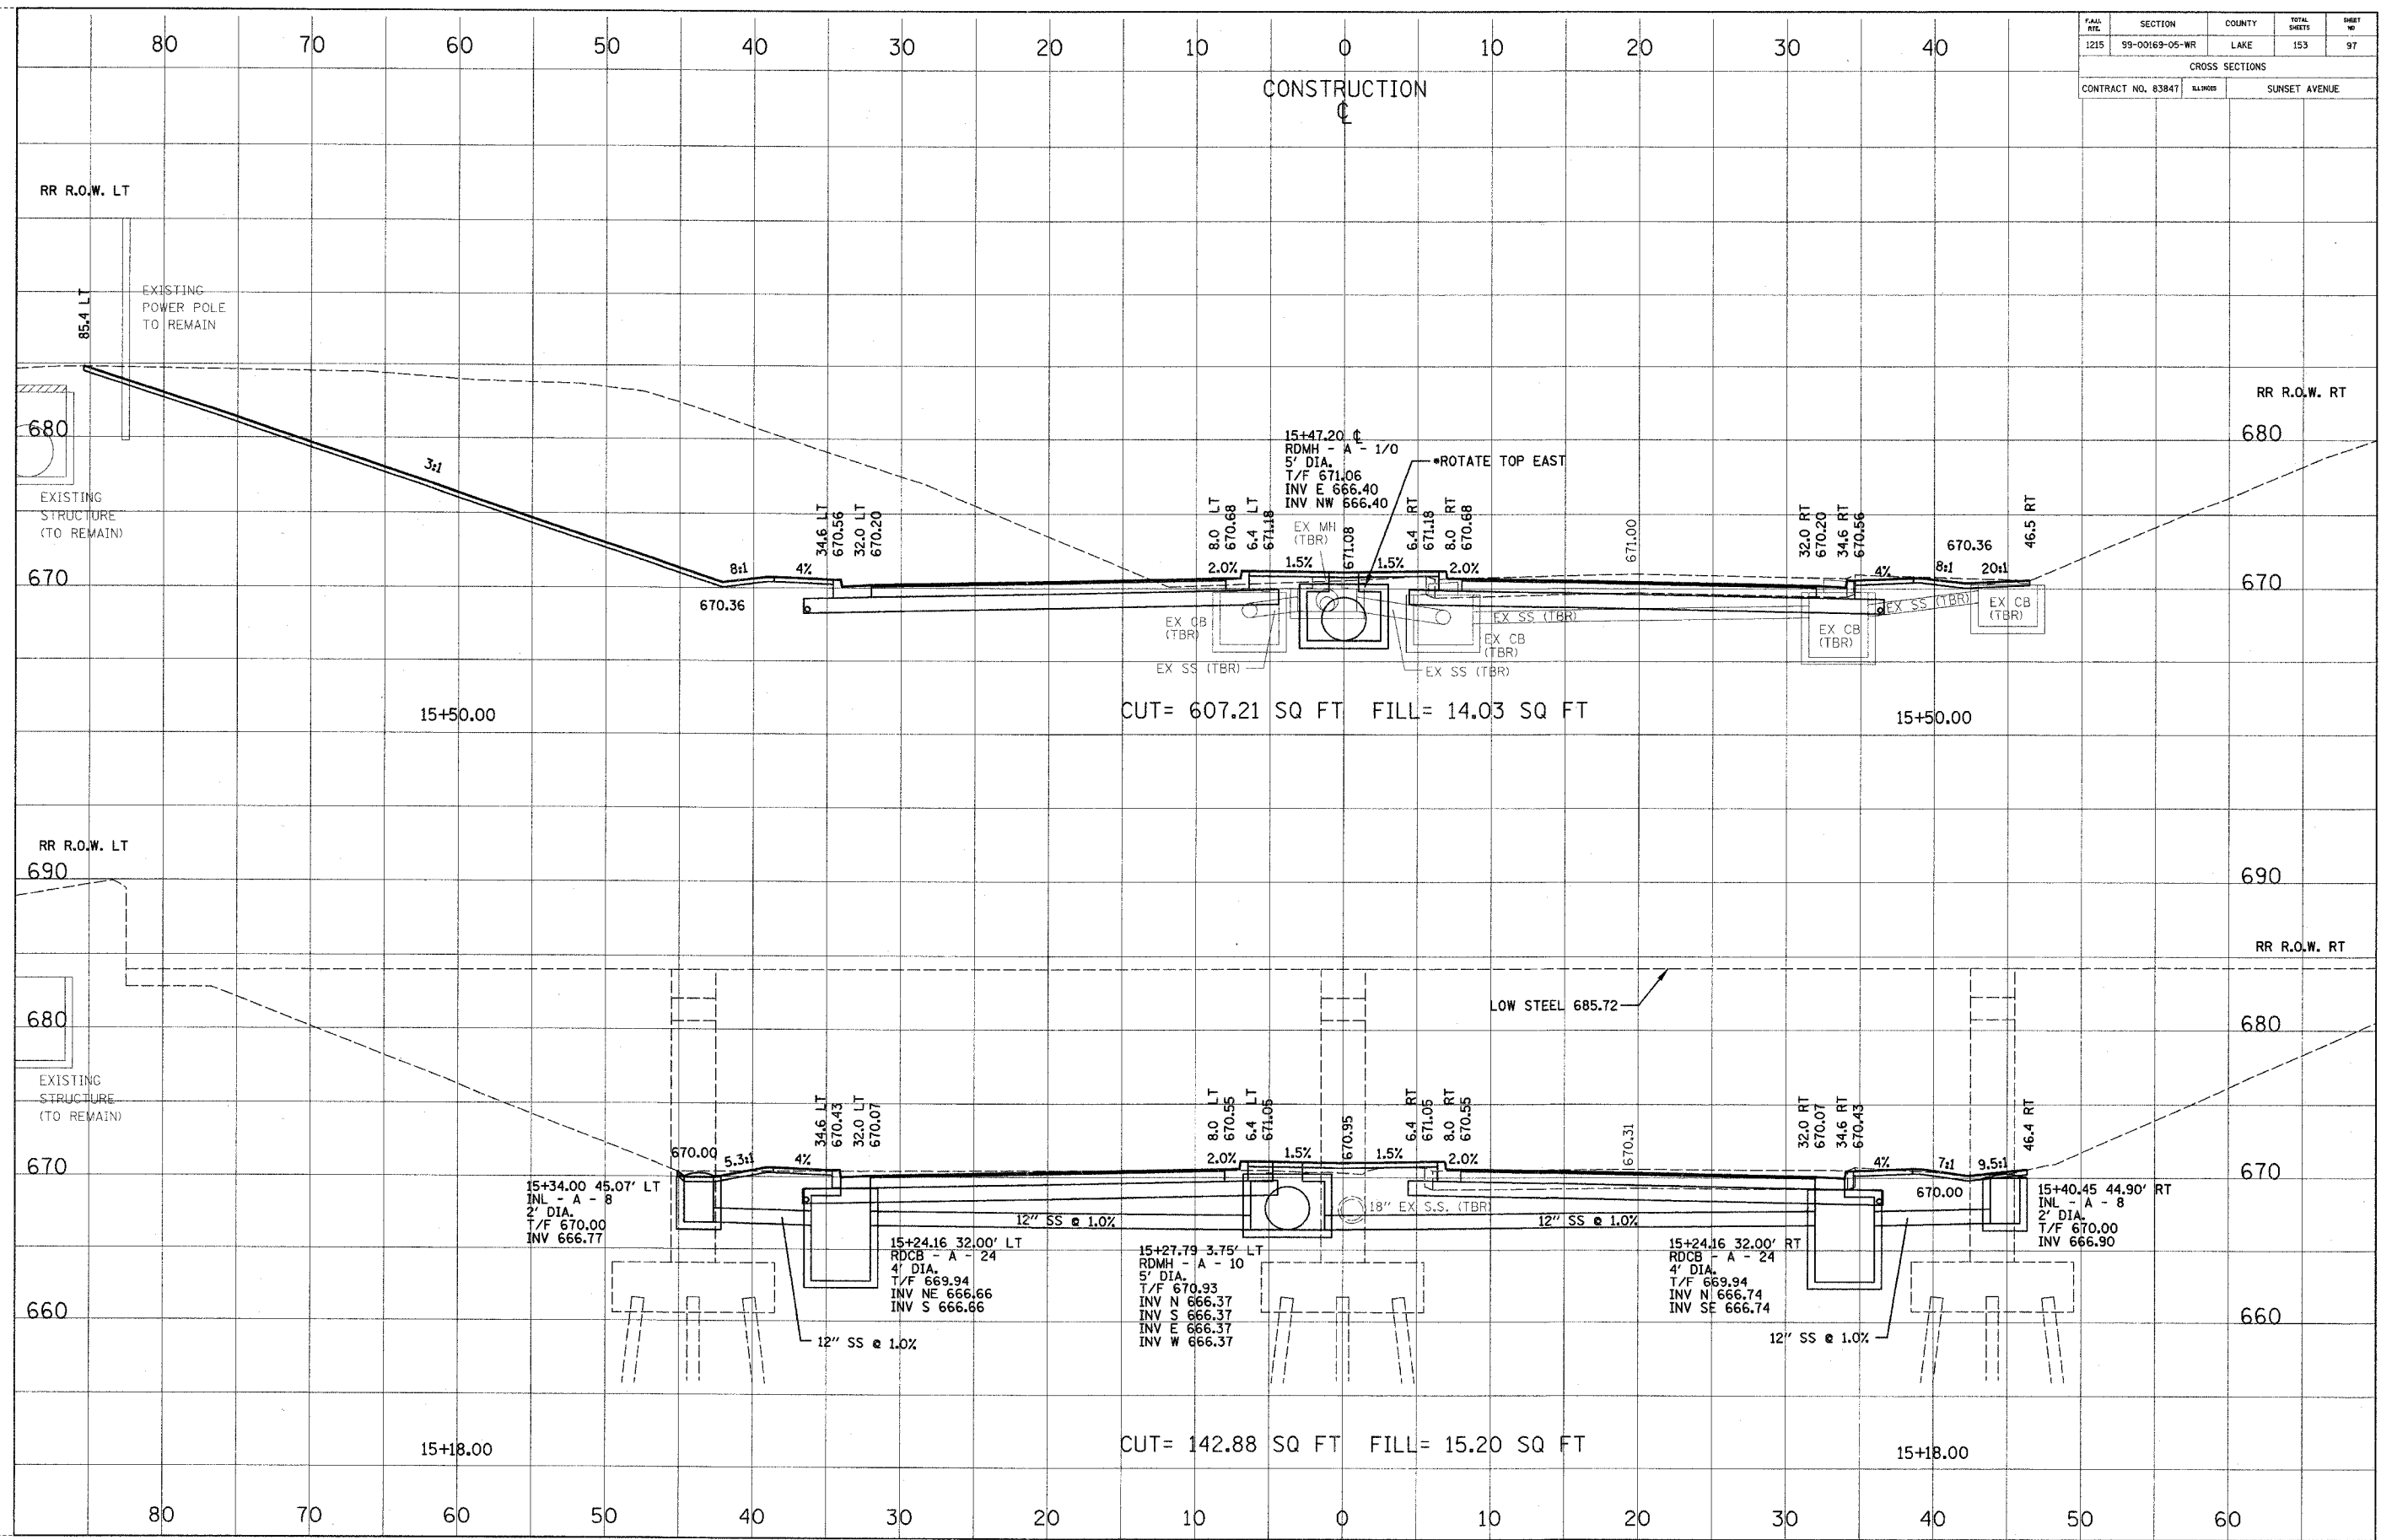 80 70 60 50 40 30 20 10 0 10 20 30 40
F.A.U. RTE. SECTION COUNTY TOTAL SHEETS SHEET NO
1215 99-00169-05-WR LAKE 153 97
CROSS SECTIONS
CONTRACT NO. 83847 ILLINOIS SUNSET AVENUE
CONSTRUCTION
℄
RR R.O.W. LT
85.4 LT
EXISTING
POWER POLE
TO REMAIN
RR R.O.W. RT
680
680
3:1
EXISTING
STRUCTURE
(TO REMAIN)
15+47.20 ℄
RDMH - A - 1/O
5' DIA.
T/F 671.06
INV E 666.40
INV NW 666.40
*ROTATE TOP EAST
EX MH
(TBR)
34.6 LT
670.56
32.0 LT
670.20
8.0 LT
670.68
6.4 LT
671.18
671.08
6.4 RT
671.18
8.0 RT
670.68
671.00
32.0 RT
670.20
34.6 RT
670.56
670.36
46.5 RT
670
8:1
4%
2.0%
1.5%
1.5%
2.0%
4%
8:1
20:1
670
670.36
EX CB
(TBR)
EX SS (TBR)
EX SS (TBR)
EX CB
(TBR)
EX SS (TBR)
EX CB
(TBR)
EX SS (TBR)
EX CB
(TBR)
15+50.00
CUT= 607.21 SQ FT FILL= 14.03 SQ FT
15+50.00
RR R.O.W. LT
690
690
RR R.O.W. RT
LOW STEEL 685.72
680
680
EXISTING
STRUCTURE
(TO REMAIN)
34.6 LT
670.43
32.0 LT
670.07
8.0 LT
670.55
6.4 LT
671.05
670.95
6.4 RT
671.05
8.0 RT
670.55
670.31
32.0 RT
670.07
34.6 RT
670.43
46.4 RT
670
670.00
5.3:1
4%
2.0%
1.5%
1.5%
2.0%
4%
7:1
9.5:1
670
670.00
15+34.00 45.07' LT
INL - A - 8
2' DIA.
T/F 670.00
INV 666.77
12" SS @ 1.0%
18" EX S.S. (TBR)
12" SS @ 1.0%
15+40.45 44.90' RT
INL - A - 8
2' DIA.
T/F 670.00
INV 666.90
15+24.16 32.00' LT
RDCB - A - 24
4' DIA.
T/F 669.94
INV NE 666.66
INV S 666.66
15+27.79 3.75' LT
RDMH - A - 10
5' DIA.
T/F 670.93
INV N 666.37
INV S 666.37
INV E 666.37
INV W 666.37
15+24.16 32.00' RT
RDCB - A - 24
4' DIA.
T/F 669.94
INV N 666.74
INV SE 666.74
660
660
12" SS @ 1.0%
12" SS @ 1.0%
15+18.00
CUT= 142.88 SQ FT FILL= 15.20 SQ FT
15+18.00
80 70 60 50 40 30 20 10 0 10 20 30 40 50 60